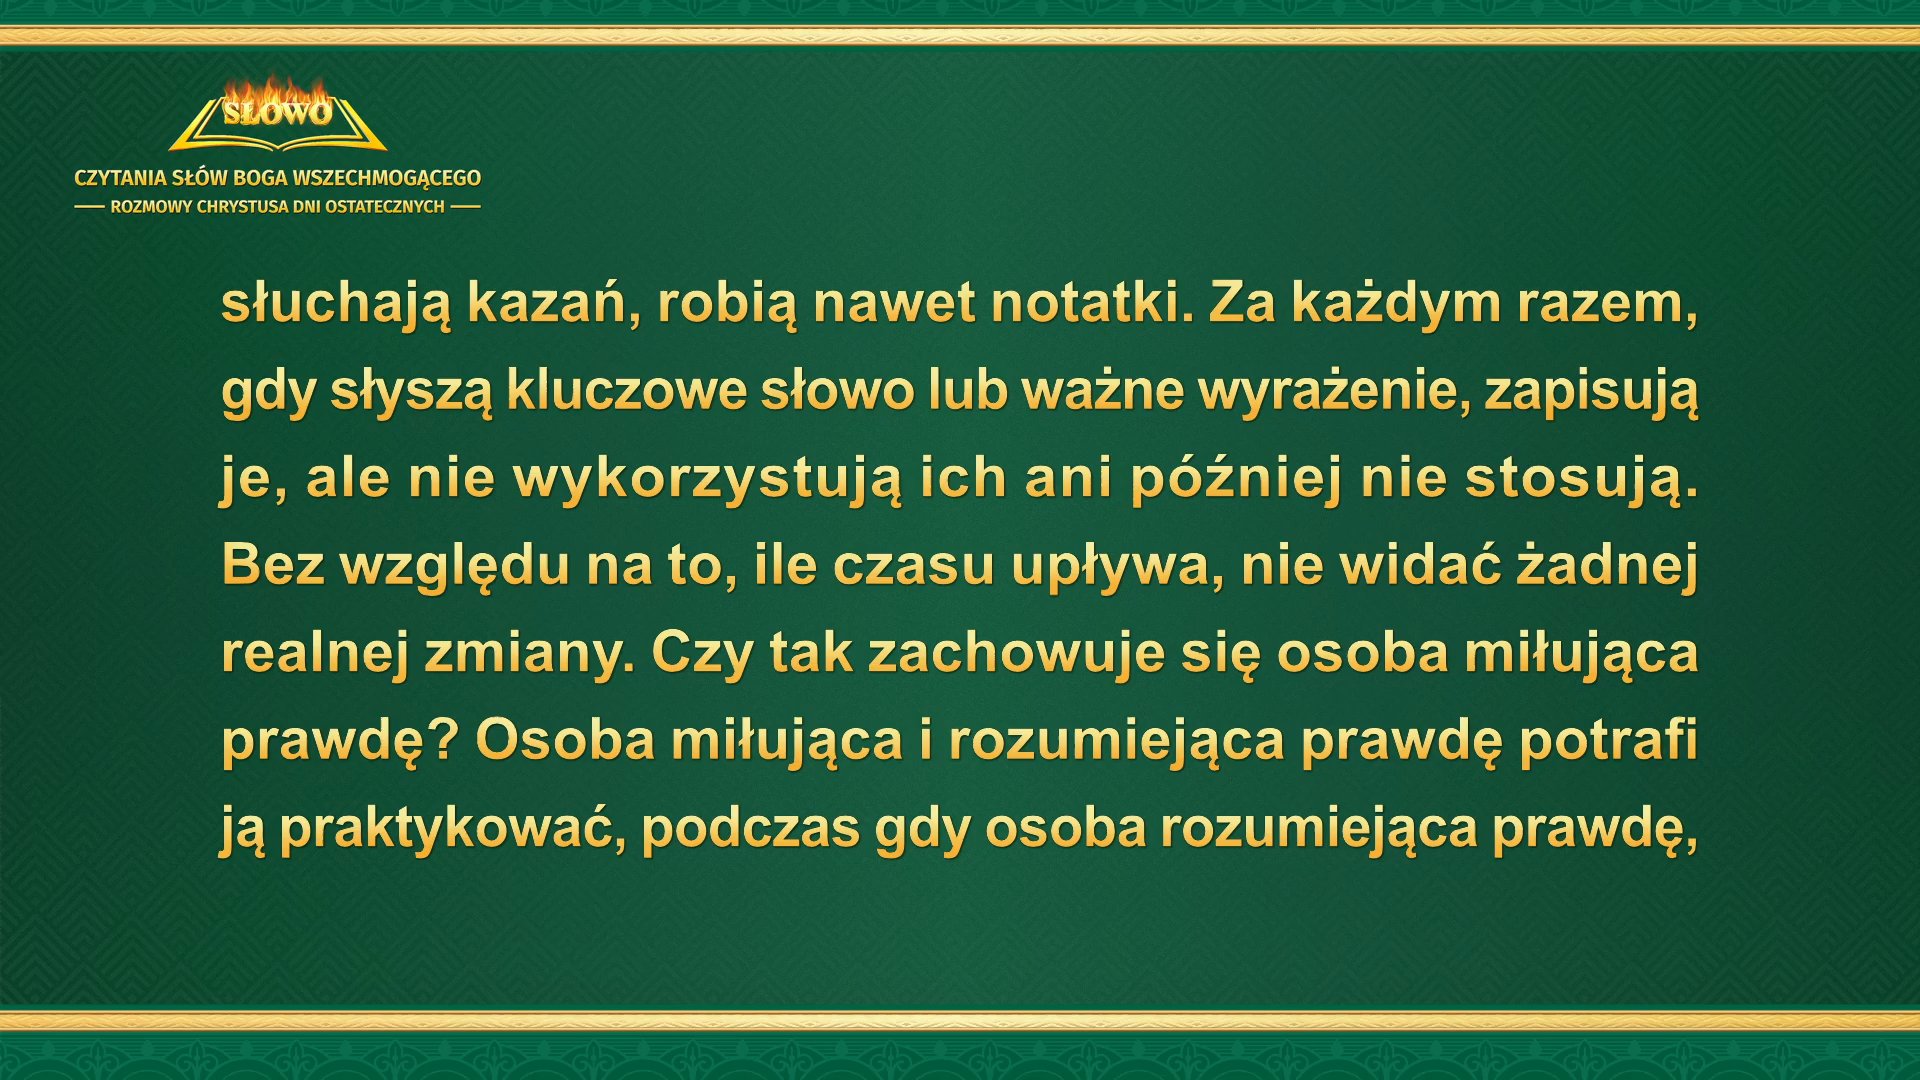 SŁOWO
CZYTANIA SŁÓW BOGA WSZECHMOGĄCEGO
ROZMOWY CHRYSTUSA DNI OSTATECZNYCH
słuchają kazań, robią nawet notatki. Za każdym razem,
gdy słyszą kluczowe słowo lub ważne wyrażenie, zapisują
je, ale nie wykorzystują ich ani później nie stosują.
Bez względu na to, ile czasu upływa, nie widać żadnej
realnej zmiany. Czy tak zachowuje się osoba miłująca
prawdę? Osoba miłująca i rozumiejąca prawdę potrafi
ją praktykować, podczas gdy osoba rozumiejąca prawdę,